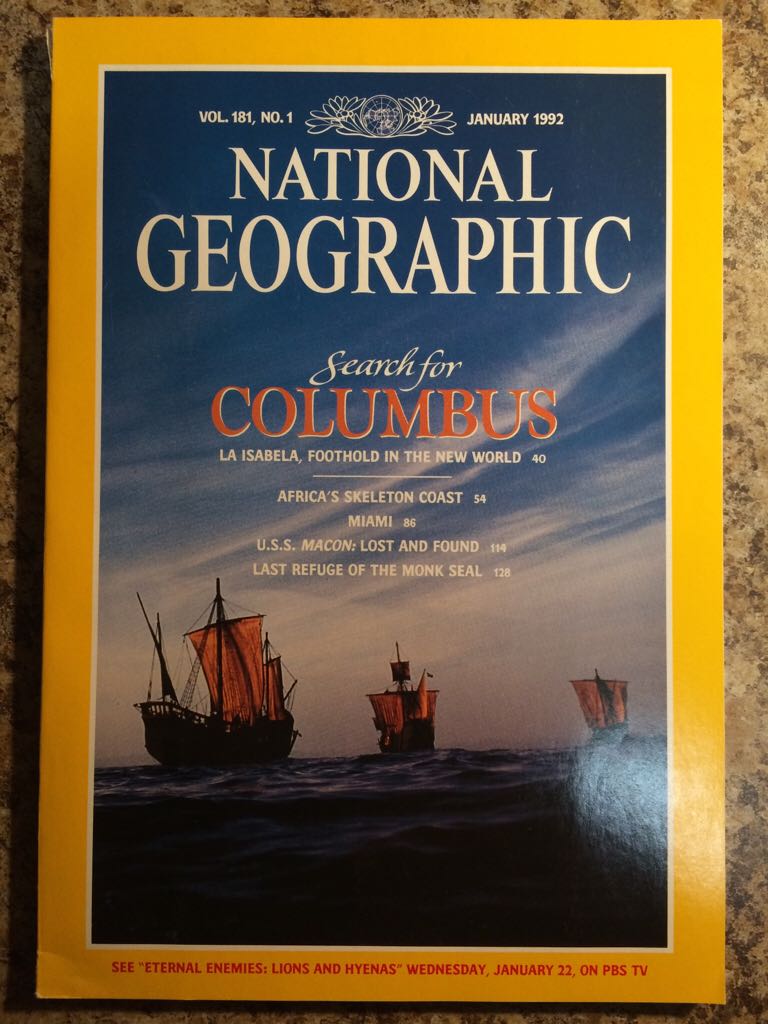 VOL. 181, NO. 1 JANUARY 1992
NATIONAL
GEOGRAPHIC
Search for
COLUMBUS
LA ISABELA, FOOTHOLD IN THE NEW WORLD 40
AFRICA'S SKELETON COAST 54
MIAMI 86
U.S.S. MACON: LOST AND FOUND 114
LAST REFUGE OF THE MONK SEAL 128
SEE "ETERNAL ENEMIES: LIONS AND HYENAS" WEDNESDAY, JANUARY 22, ON PBS TV